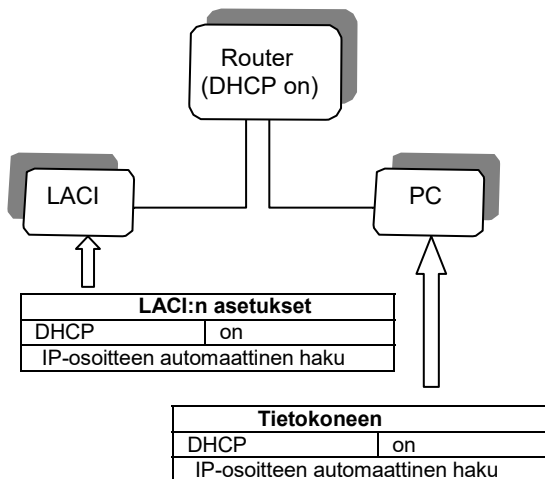 Router
(DHCP on)
LACI
PC
LACI:n asetukset
DHCP on
IP-osoitteen automaattinen haku
Tietokoneen
DHCP on
IP-osoitteen automaattinen haku